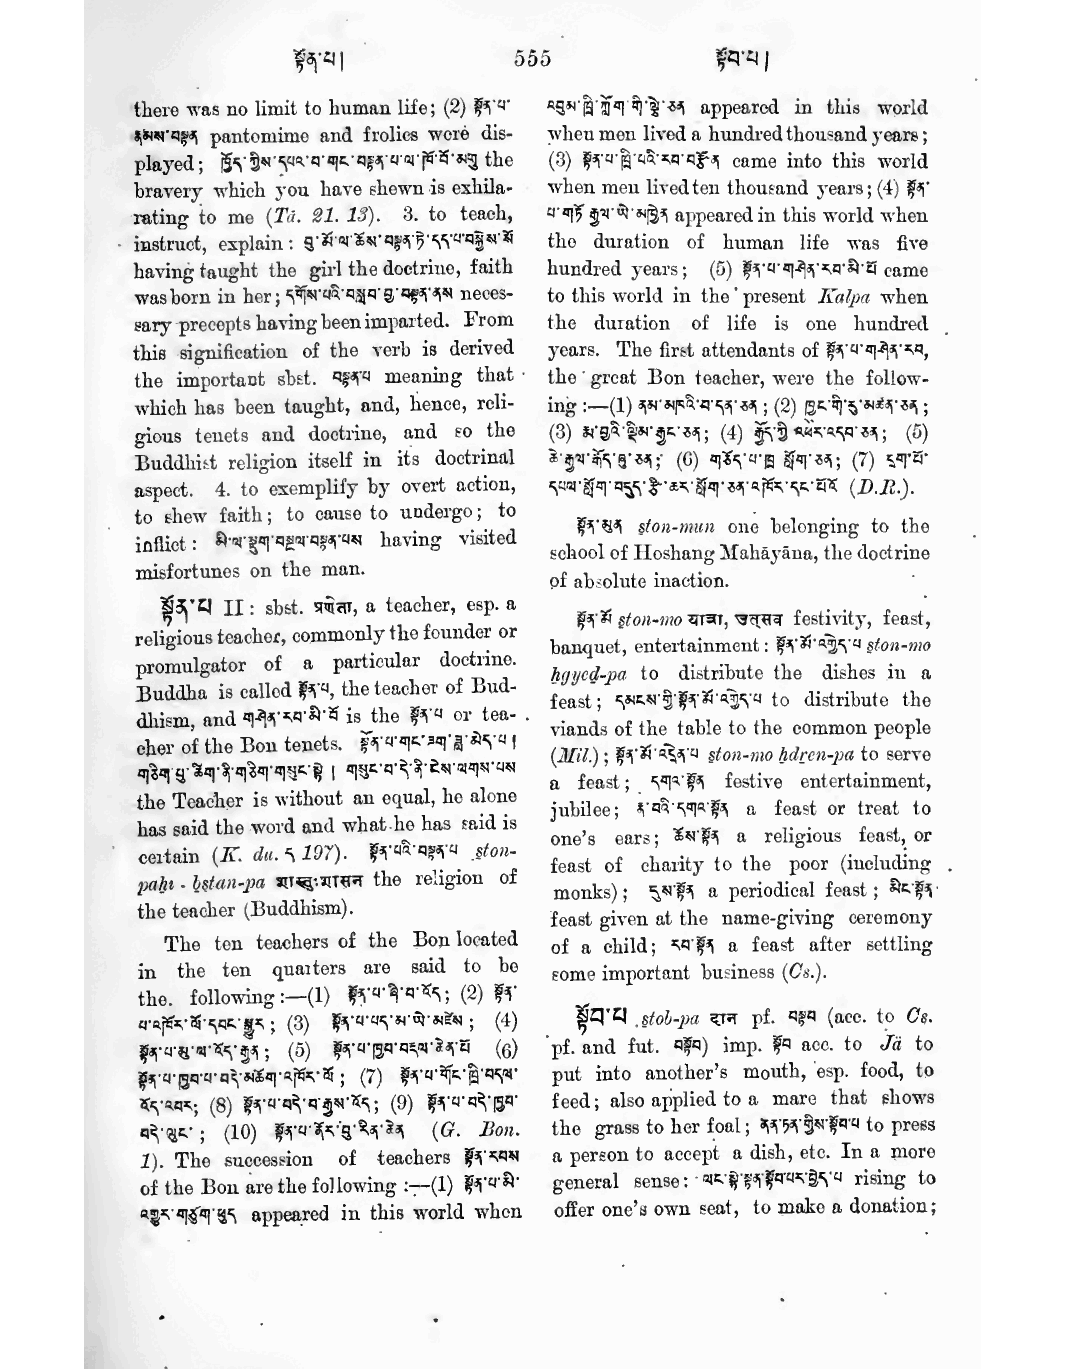 སྟོན་པ། 555 སྟོབ་པ།
there was no limit to human life; (2) སྟོན་པ་
རྣམས་བསྟན pantomime and frolics were dis-
played; ཁྱོད་ཀྱིས་དཔའ་བ་གང་བསྟན་པ་ལ་ཁོ་བོ་མགུ the
bravery which you have shewn is exhila-
rating to me (Tā. 21. 13). 3. to teach,
instruct, explain: བུ་མོ་ལ་ཆོས་བསྟན་ཏེ་དད་པ་བསྐྱེས་སོ
having taught the girl the doctrine, faith
was born in her; དགོས་པའི་བསླབ་བྱ་བསྟན་ནས neces-
sary precepts having been imparted. From
this signification of the verb is derived
the important sbst. བསྟན་པ meaning that
which has been taught, and, hence, reli-
gious tenets and doctrine, and so the
Buddhist religion itself in its doctrinal
aspect. 4. to exemplify by overt action,
to shew faith; to cause to undergo; to
inflict: མི་ལ་སྡུག་བསྔལ་བསྟན་པས having visited
misfortunes on the man.
སྟོན་པ II: sbst. प्रणेता, a teacher, esp. a
religious teacher, commonly the founder or
promulgator of a particular doctrine.
Buddha is called སྟོན་པ, the teacher of Bud-
dhism, and གཤེན་རབ་མི་བོ is the སྟོན་པ or tea-
cher of the Bon tenets. སྟོན་པ་གང་ཟག་ཟླ་མེད་པ།
གཅིག་པུ་ཚིག་ནི་གཅིག་གསུང་སྟེ། གསུང་བ་དེ་ནི་ངེས་ལགས་པས
the Teacher is without an equal, he alone
has said the word and what he has said is
certain (K. du. ད 197). སྟོན་པའི་བསྟན་པ ston-
paḥi-bstan-pa शास्तुःशासन the religion of
the teacher (Buddhism).
The ten teachers of the Bon located
in the ten quarters are said to be
the. following:—(1) སྟོན་པ་ཞི་བ་འོད; (2) སྟོན་
པ་འཁོར་ལོ་དབང་སྒྱུར; (3) སྟོན་པ་པད་མ་ཡེ་མཛེས; (4)
སྟོན་པ་མུ་ལ་འོད་རྒྱན; (5) སྟོན་པ་ཁྱབ་བརྡལ་ཆེན་པོ (6)
སྟོན་པ་ཁྱབ་པ་བདེ་མཆོག་འཁོར་ལོ; (7) སྟོན་པ་གོང་ཁྲི་བདལ་
འོད་འབར; (8) སྟོན་པ་བདེ་བ་རྒྱས་འོད; (9) སྟོན་པ་བདེ་ཁྱབ་
བདེ་ལུང་; (10) སྟོན་པ་ནོར་བུ་རིན་ཆེན (G. Bon.
1). The succession of teachers སྟོན་རབས
of the Bon are the following:—(1) སྟོན་པ་མི་
འགྱུར་གཙུག་ཕུད appeared in this world when
འབུམ་ཁྲི་གློག་གི་ལྕེ་ཅན appeared in this world
when men lived a hundred thousand years;
(3) སྟོན་པ་ཁྲི་པའི་རབ་བརྩོན came into this world
when men lived ten thousand years; (4) སྟོན་
པ་གཏོ་རྒྱལ་ཡེ་མཁྱེན appeared in this world when
the duration of human life was five
hundred years; (5) སྟོན་པ་གཤེན་རབ་མི་བོ came
to this world in the present Kalpa when
the duration of life is one hundred
years. The first attendants of སྟོན་པ་གཤེན་རབ,
the great Bon teacher, were the follow-
ing:—(1) ནམ་མཁའི་བ་དན་ཅན; (2) ཁྱུང་གི་རུ་མཚོན་ཅན;
(3) མ་བྱའི་ལྡེམ་རྒྱང་ཅན; (4) རྒོད་ཀྱི་འཕེར་འདབ་ཅན; (5)
ཆེ་རྒྱལ་རྒོད་ཞུ་ཅན; (6) གཙོད་པ་ཁྲ སློག་ཅན; (7) དྲག་པོ་
དཔལ་སློག་བདུད་རྩི་ཆར་སློག་ཅན་འཁོར་དང་པོའོ (D.R.).
སྟོན་མུན ston-mun one belonging to the
school of Hoshang Mahāyāna, the doctrine
of absolute inaction.
སྟོན་མོ ston-mo यात्रा, उत्सव festivity, feast,
banquet, entertainment: སྟོན་མོ་འགྱེད་པ ston-mo
ḥgyed-pa to distribute the dishes in a
feast; དམངས་ཀྱི་སྟོན་མོ་འགྱེད་པ to distribute the
viands of the table to the common people
(Mil.); སྟོན་མོ་འདྲེན་པ ston-mo ḥdren-pa to serve
a feast; དགའ་སྟོན festive entertainment,
jubilee; རྣ་བའི་དགའ་སྟོན a feast or treat to
one's ears; ཆོས་སྟོན a religious feast, or
feast of charity to the poor (including
monks); དུས་སྟོན a periodical feast; མིང་སྟོན་
feast given at the name-giving ceremony
of a child; རབ་སྟོན a feast after settling
some important business (Cs.).
སྟོབ་པ stob-pa दान pf. བསྟབ (acc. to Cs.
pf. and fut. བསྟོབ) imp. སྟོབ acc. to Jä to
put into another's mouth, esp. food, to
feed; also applied to a mare that shows
the grass to her foal; ནན་ཏན་གྱིས་སྟོབ་པ to press
a person to accept a dish, etc. In a more
general sense: ལང་སྟེ་སྟན་སྟོབ་པར་བྱེད་པ rising to
offer one's own seat, to make a donation;